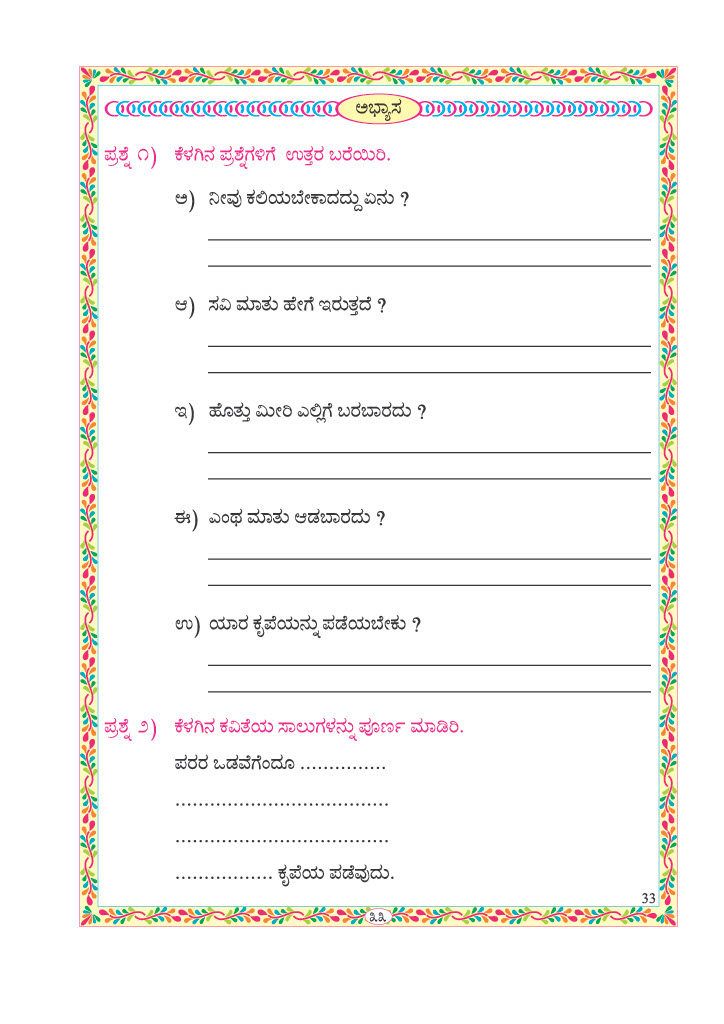 ಅಭ್ಯಾಸ
ಪ್ರಶ್ನೆ ೧) ಕೆಳಗಿನ ಪ್ರಶ್ನೆಗಳಿಗೆ ಉತ್ತರ ಬರೆಯಿರಿ.
ಅ) ನೀವು ಕಲಿಯಬೇಕಾದದ್ದು ಏನು ?
ಆ) ಸವಿ ಮಾತು ಹೇಗೆ ಇರುತ್ತದೆ ?
ಇ) ಹೊತ್ತು ಮೀರಿ ಎಲ್ಲಿಗೆ ಬರಬಾರದು ?
ಈ) ಎಂಥ ಮಾತು ಆಡಬಾರದು ?
ಉ) ಯಾರ ಕೃಪೆಯನ್ನು ಪಡೆಯಬೇಕು ?
ಪ್ರಶ್ನೆ ೨) ಕೆಳಗಿನ ಕವಿತೆಯ ಸಾಲುಗಳನ್ನು ಪೂರ್ಣ ಮಾಡಿರಿ.
ಪರರ ಒಡವೆಗೆಂದೂ ...............
.....................................
.....................................
................. ಕೃಪೆಯ ಪಡೆವುದು.
33
೩೩